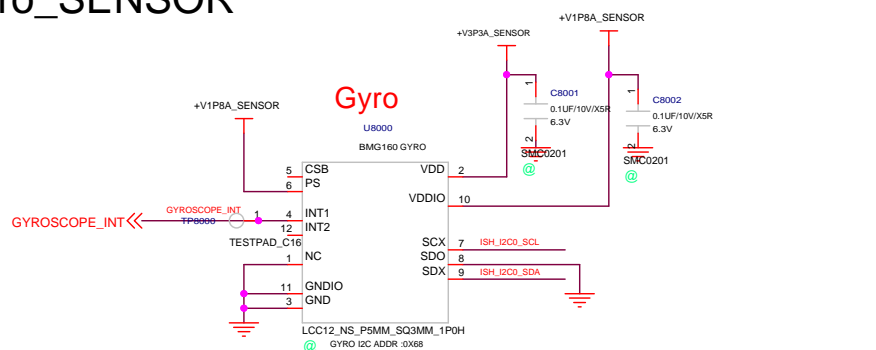 _SENSOR
+V1P8A_SENSOR
+V3P3A_SENSOR
C8001
0.1UF/10V/X5R
6.3V
1
2
SMC0201
@
C8002
0.1UF/10V/X5R
6.3V
1
2
SMC0201
@
+V1P8A_SENSOR
Gyro
U8000
BMG160 GYRO
5 CSB
6 PS
4 INT1
12 INT2
1 NC
11 GNDIO
3 GND
VDD 2
VDDIO 10
SCX 7 ISH_I2C0_SCL
SDO 8
SDX 9 ISH_I2C0_SDA
GYROSCOPE_INT
GYROSCOPE_INT
1
TP8000
TESTPAD_C16
LCC12_NS_P5MM_SQ3MM_1P0H
@ GYRO I2C ADDR :0X68